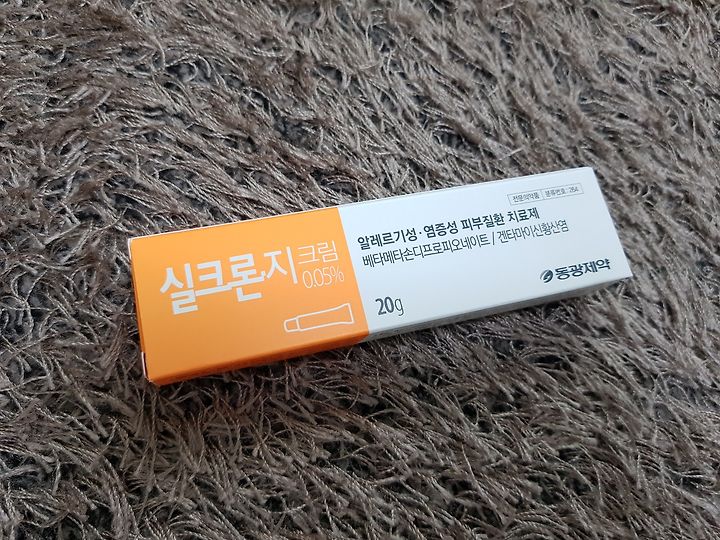 실크론지 크림
0.05%
전문의약품 분류번호 : 264
알레르기성·염증성 피부질환 치료제
베타메타손디프로피오네이트 / 겐타마이신황산염
20g
동광제약